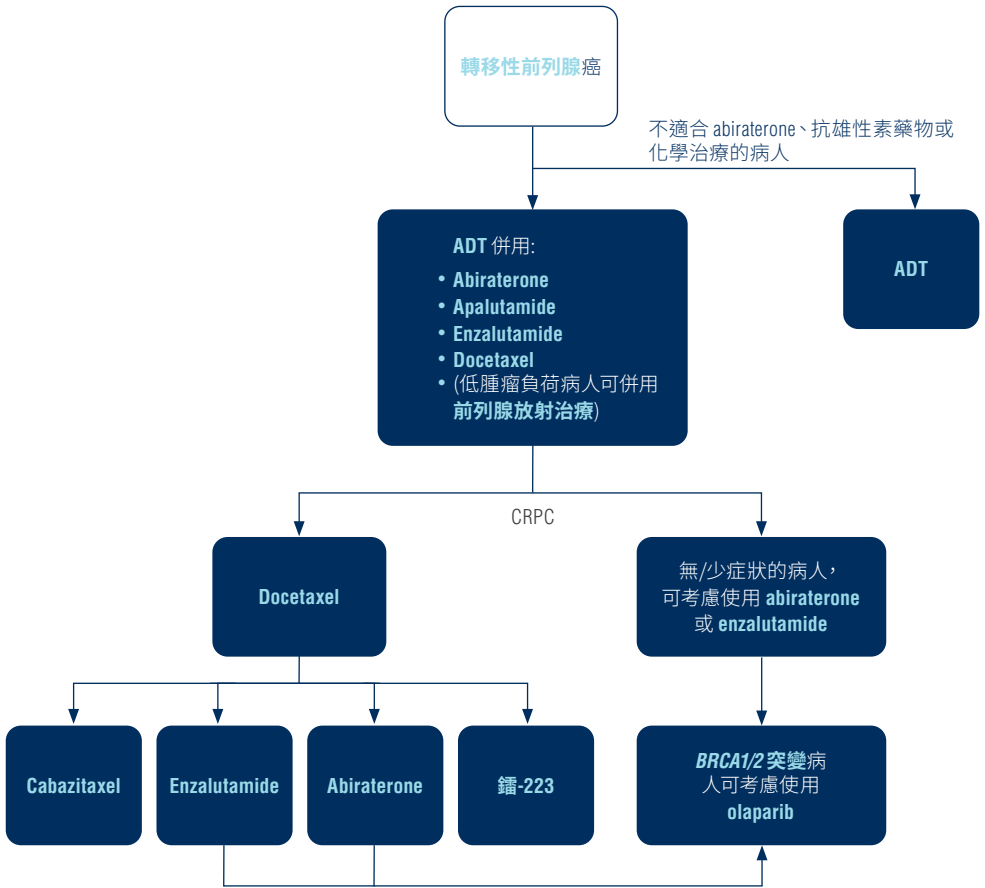 轉移性前列腺癌
不適合 abiraterone、抗雄性素藥物或
化學治療的病人
ADT 併用:
• Abiraterone
• Apalutamide
• Enzalutamide
• Docetaxel
• (低腫瘤負荷病人可併用
前列腺放射治療)
ADT
CRPC
Docetaxel
無/少症狀的病人，
可考慮使用 abiraterone
或 enzalutamide
Cabazitaxel
Enzalutamide
Abiraterone
鐳-223
BRCA1/2 突變病
人可考慮使用
olaparib